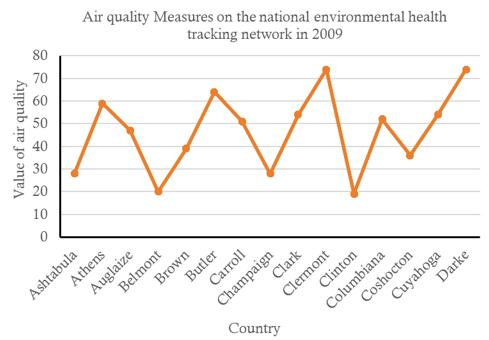 Air quality Measures on the national environmental health
tracking network in 2009
Value of air quality
80
70
60
50
40
30
20
10
0
Ashtabula
Athens
Auglaize
Belmont
Brown
Butler
Carroll
Champaign
Clark
Clermont
Clinton
Columbiana
Coshocton
Cuyahoga
Darke
Country